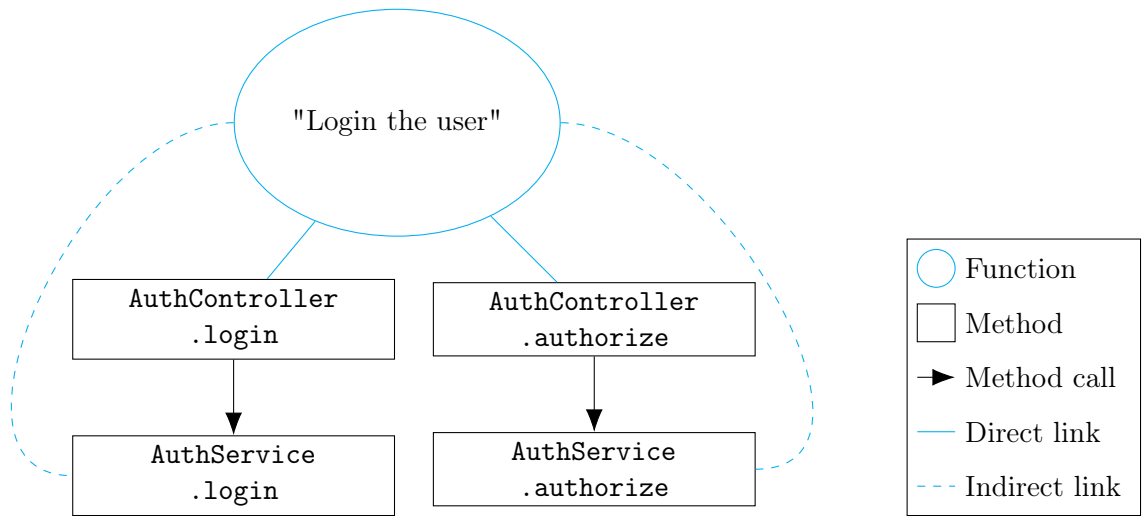 "Login the user"
AuthController
.login
AuthController
.authorize
AuthService
.login
AuthService
.authorize
Function
Method
Method call
Direct link
Indirect link